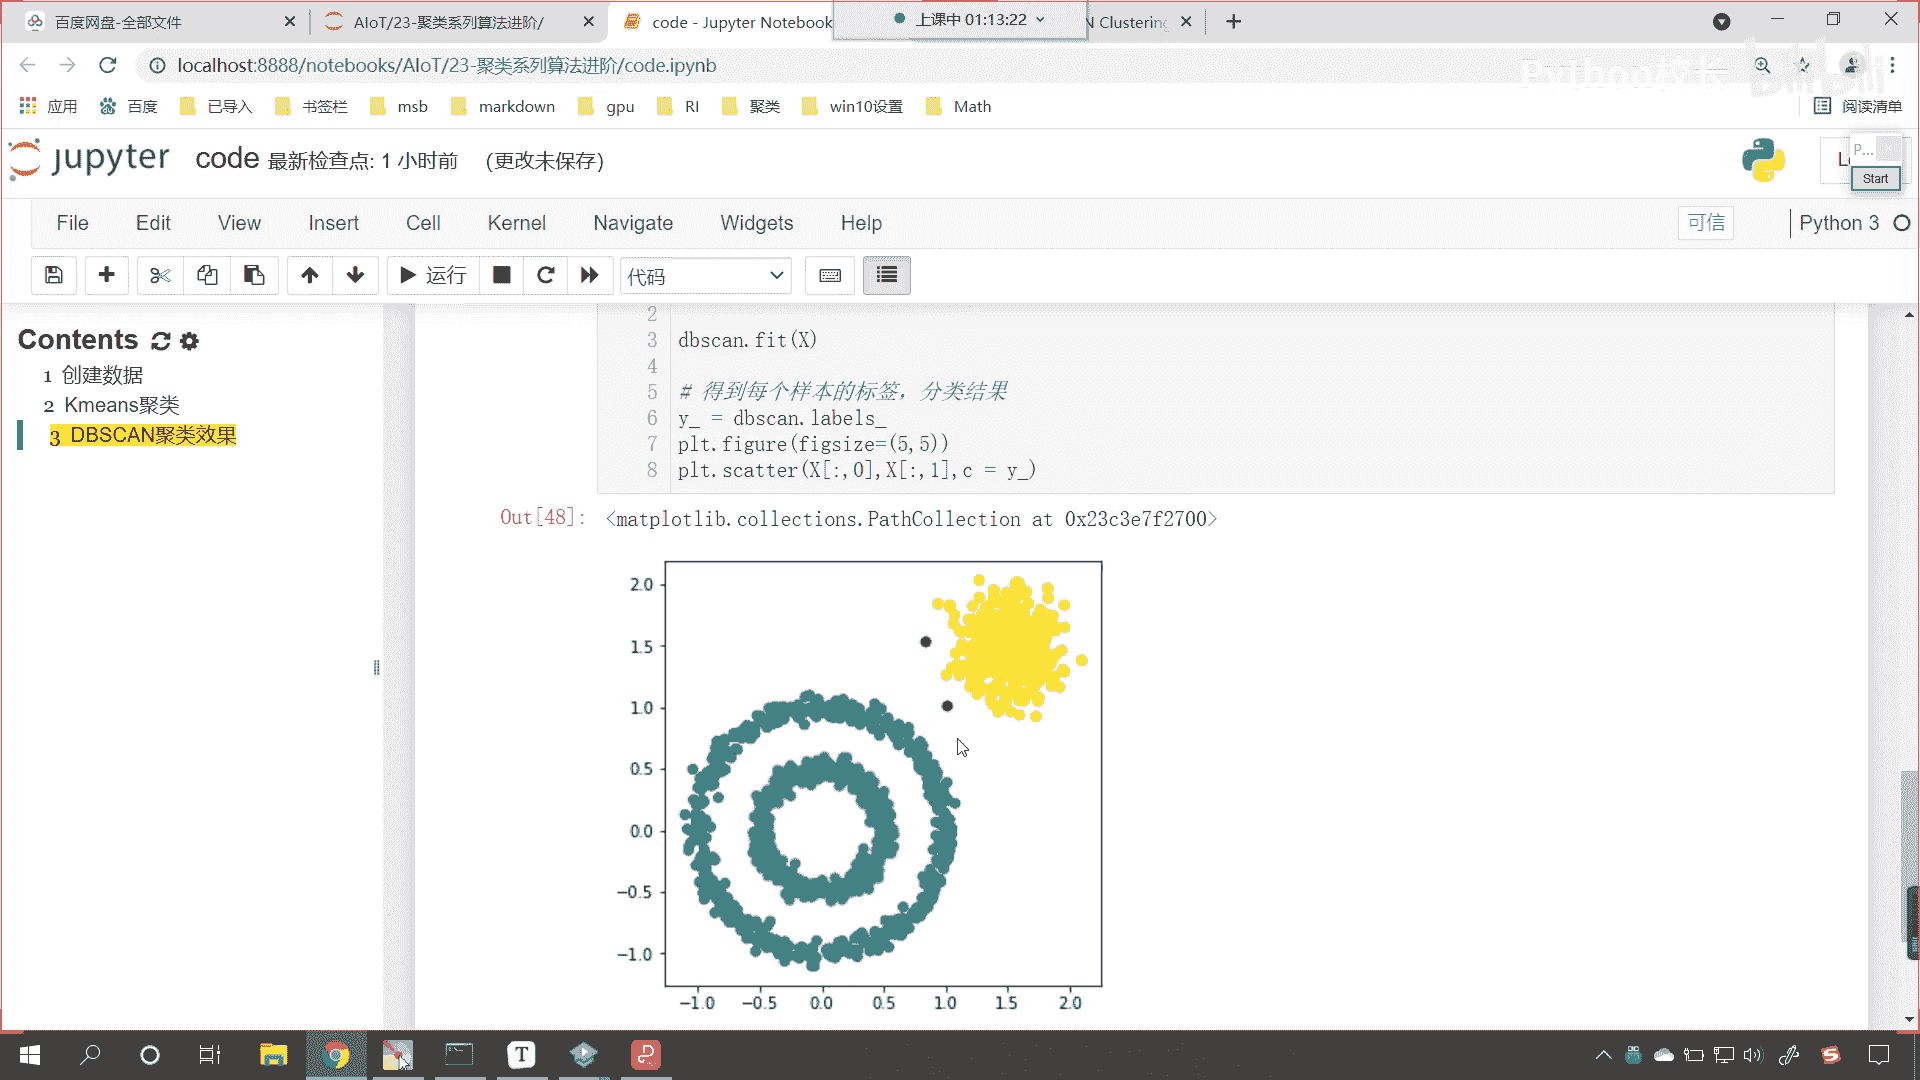 百度网盘-全部文件
AIoT/23-聚类系列算法进阶/
code - Jupyter Notebook
上课中 01:13:22
N Clustering
localhost:8888/notebooks/AIoT/23-聚类系列算法进阶/code.ipynb
Python校长
bilibili
应用 百度 已导入 书签栏 msb markdown gpu RI 聚类 win10设置 Math 阅读清单
jupyter code 最新检查点: 1 小时前 (更改未保存)
P...
Start
File Edit View Insert Cell Kernel Navigate Widgets Help 可信 Python 3
运行 代码
Contents
1 创建数据
2 Kmeans聚类
3 DBSCAN聚类效果
2
3 dbscan.fit(X)
4
5 # 得到每个样本的标签，分类结果
6 y_ = dbscan.labels_
7 plt.figure(figsize=(5,5))
8 plt.scatter(X[:,0],X[:,1],c = y_)
Out[48]: <matplotlib.collections.PathCollection at 0x23c3e7f2700>
2.0
1.5
1.0
0.5
0.0
−0.5
−1.0
−1.0 −0.5 0.0 0.5 1.0 1.5 2.0